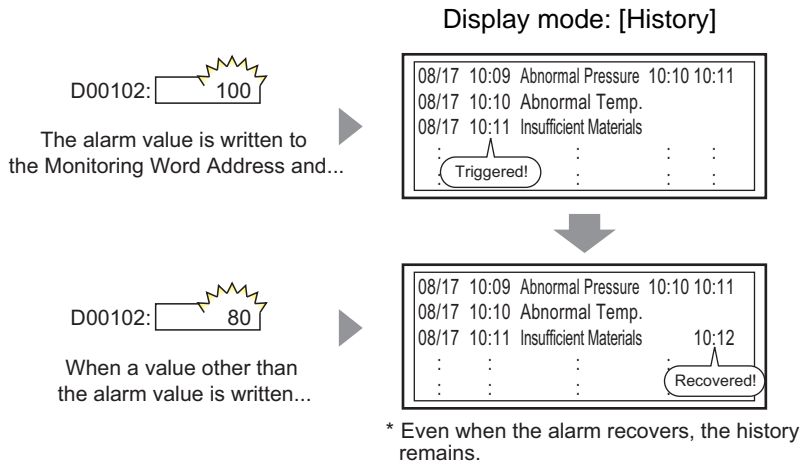 Display mode: [History]
D00102: 100
The alarm value is written to
the Monitoring Word Address and...
08/17 10:09 Abnormal Pressure 10:10 10:11
08/17 10:10 Abnormal Temp.
08/17 10:11 Insufficient Materials
: : : : :
: : : : :
Triggered!
D00102: 80
When a value other than
the alarm value is written...
08/17 10:09 Abnormal Pressure 10:10 10:11
08/17 10:10 Abnormal Temp.
08/17 10:11 Insufficient Materials 10:12
: : : :
: : : :
Recovered!
* Even when the alarm recovers, the history
remains.